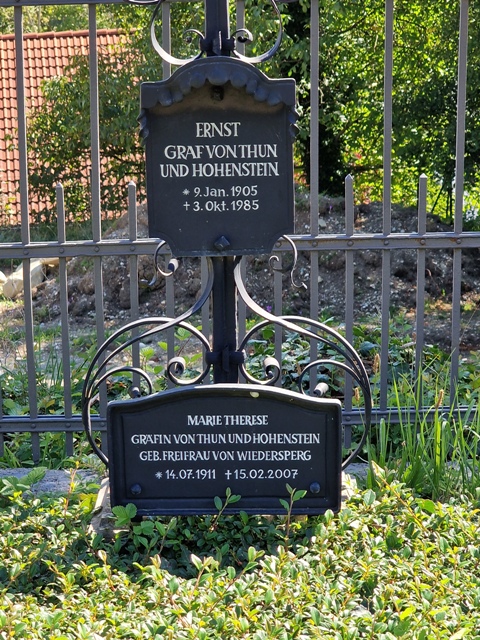 ERNST
GRAF VON THUN
UND HOHENSTEIN
* 9. Jan. 1905
† 3. Okt. 1985
MARIE THERESE
GRÄFIN VON THUN UND HOHENSTEIN
GEB. FREIFRAU VON WIEDERSPERG
* 14.07.1911 † 15.02.2007